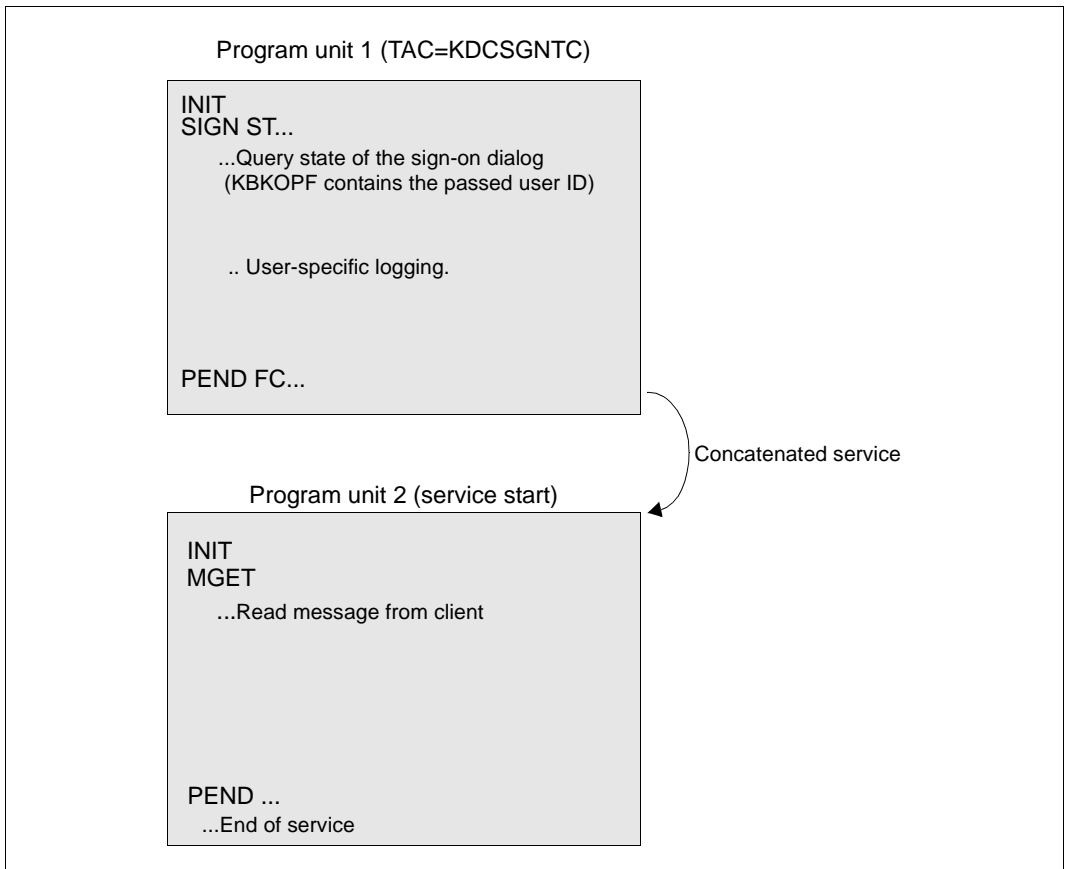 Program unit 1 (TAC=KDCSGNTC)
INIT
SIGN ST...
...Query state of the sign-on dialog
(KBKOPF contains the passed user ID)
.. User-specific logging.
PEND FC...
Concatenated service
Program unit 2 (service start)
INIT
MGET
...Read message from client
PEND ...
...End of service